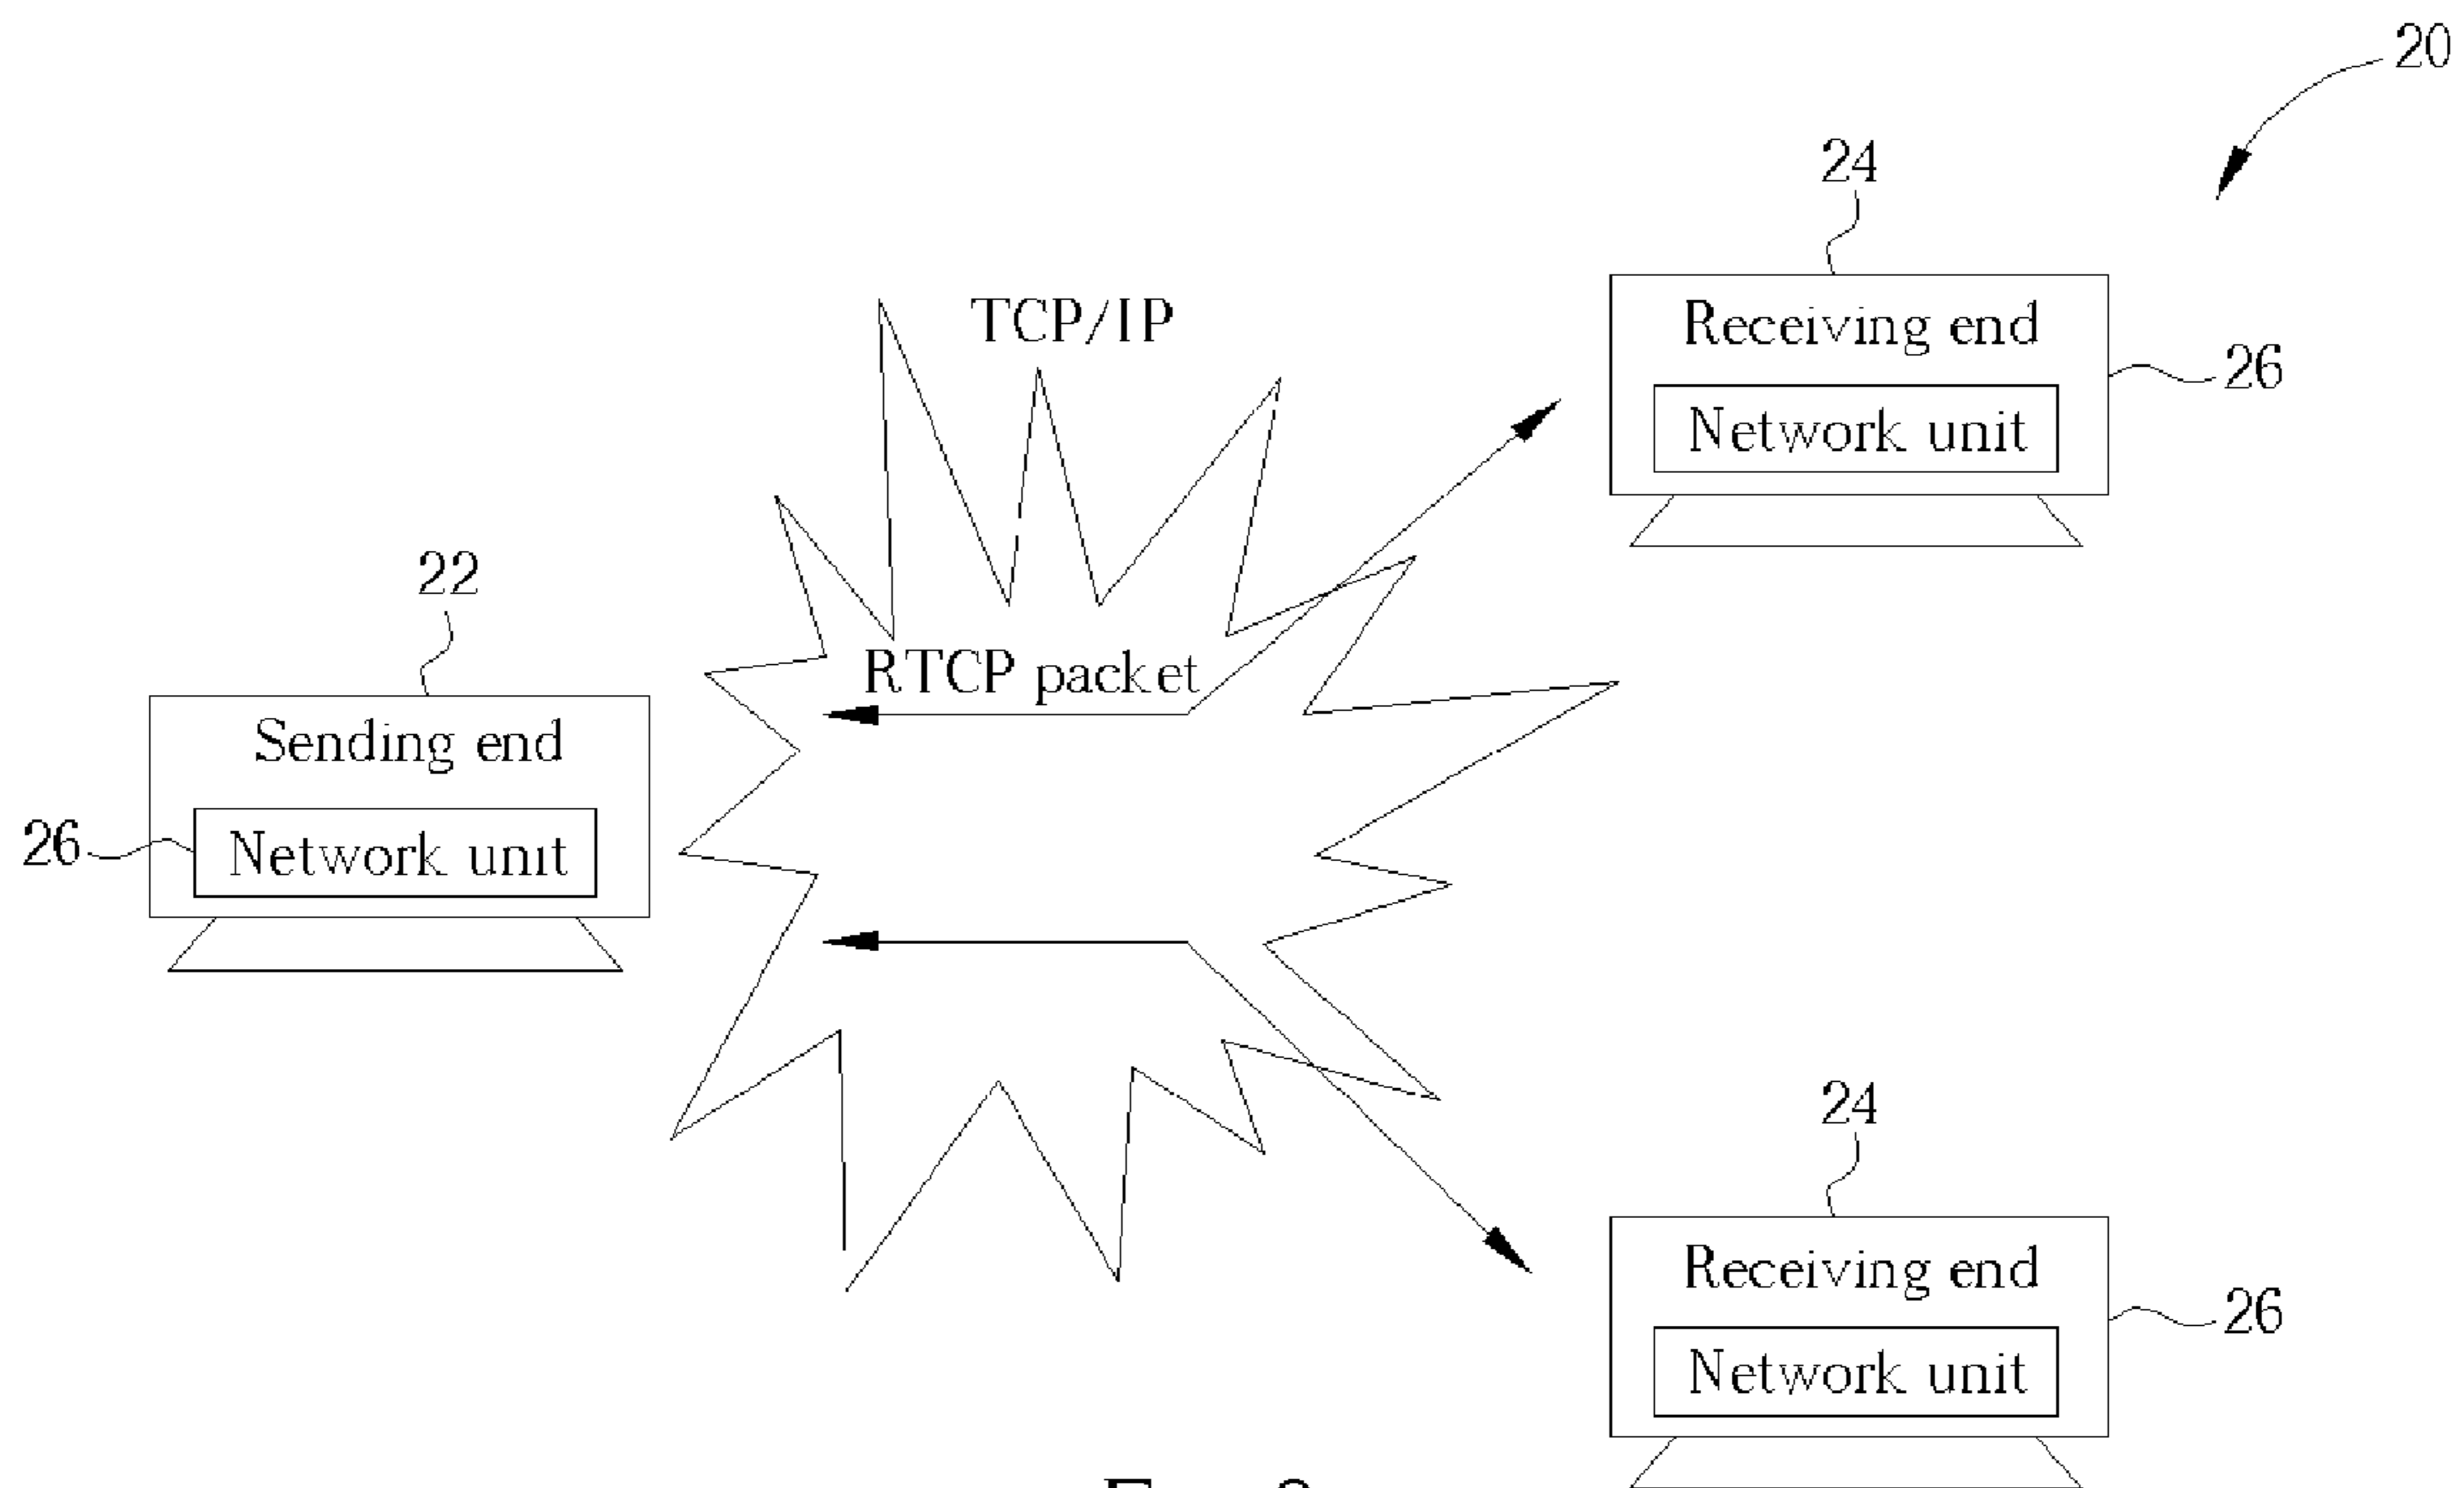 20
24
TCP/IP
Receiving end
26
Network unit
22
RTCP packet
Sending end
26
Network unit
24
Receiving end
26
Network unit